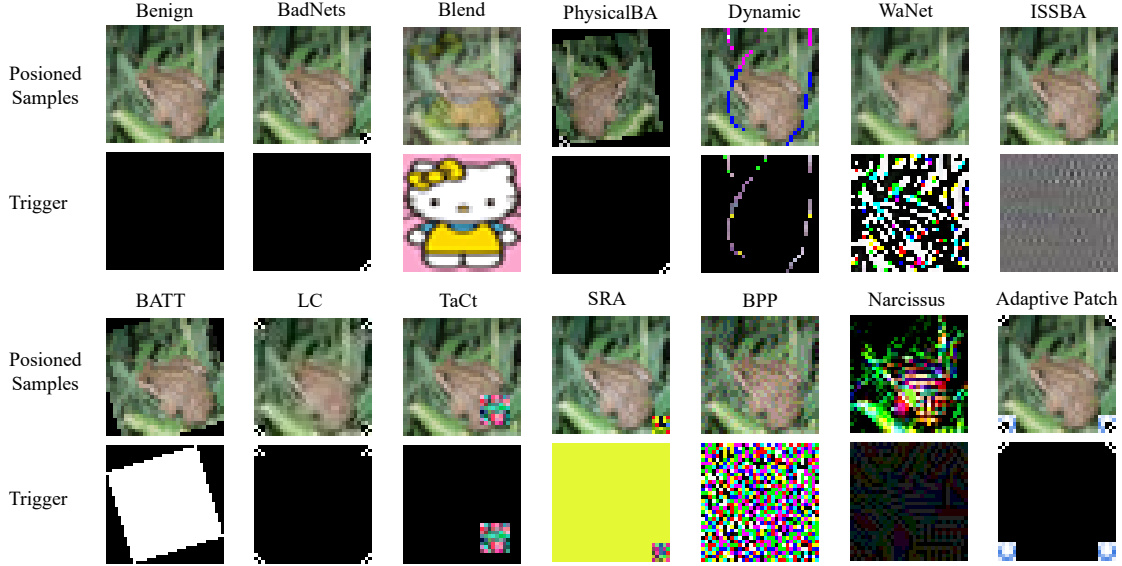 Benign BadNets Blend PhysicalBA Dynamic WaNet ISSBA
Posioned
Samples
Trigger
BATT LC TaCt SRA BPP Narcissus Adaptive Patch
Posioned
Samples
Trigger